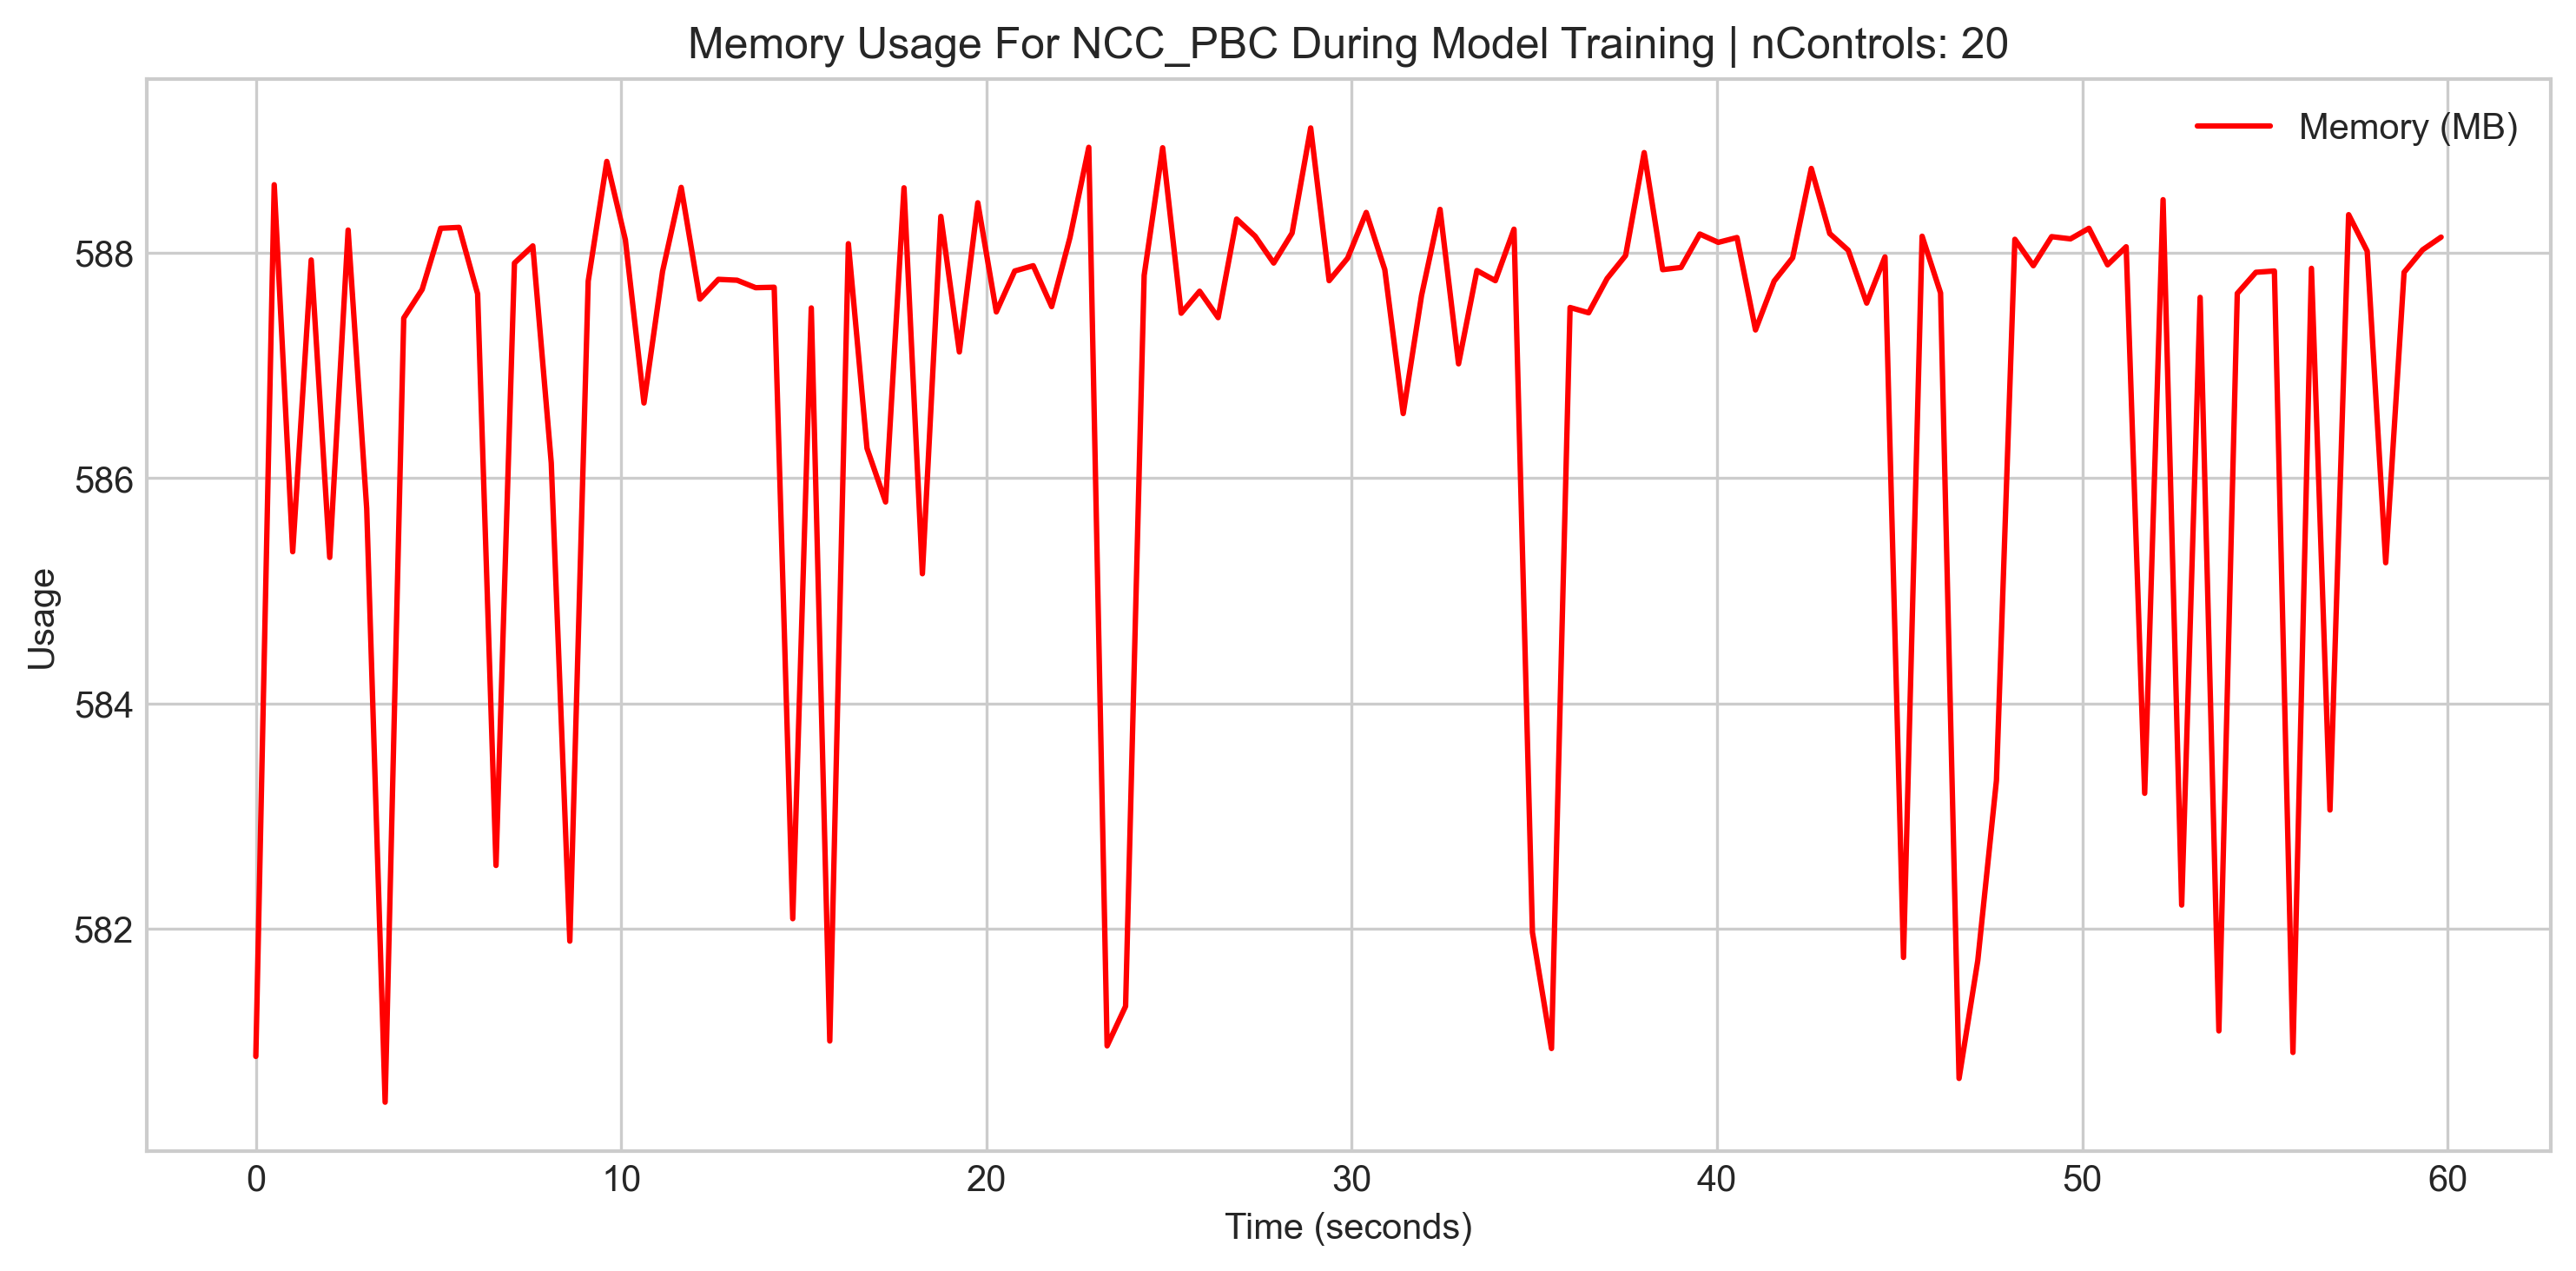 Memory Usage For NCC_PBC During Model Training | nControls: 20
Memory (MB)
588
586
584
582
Usage
0 10 20 30 40 50 60
Time (seconds)